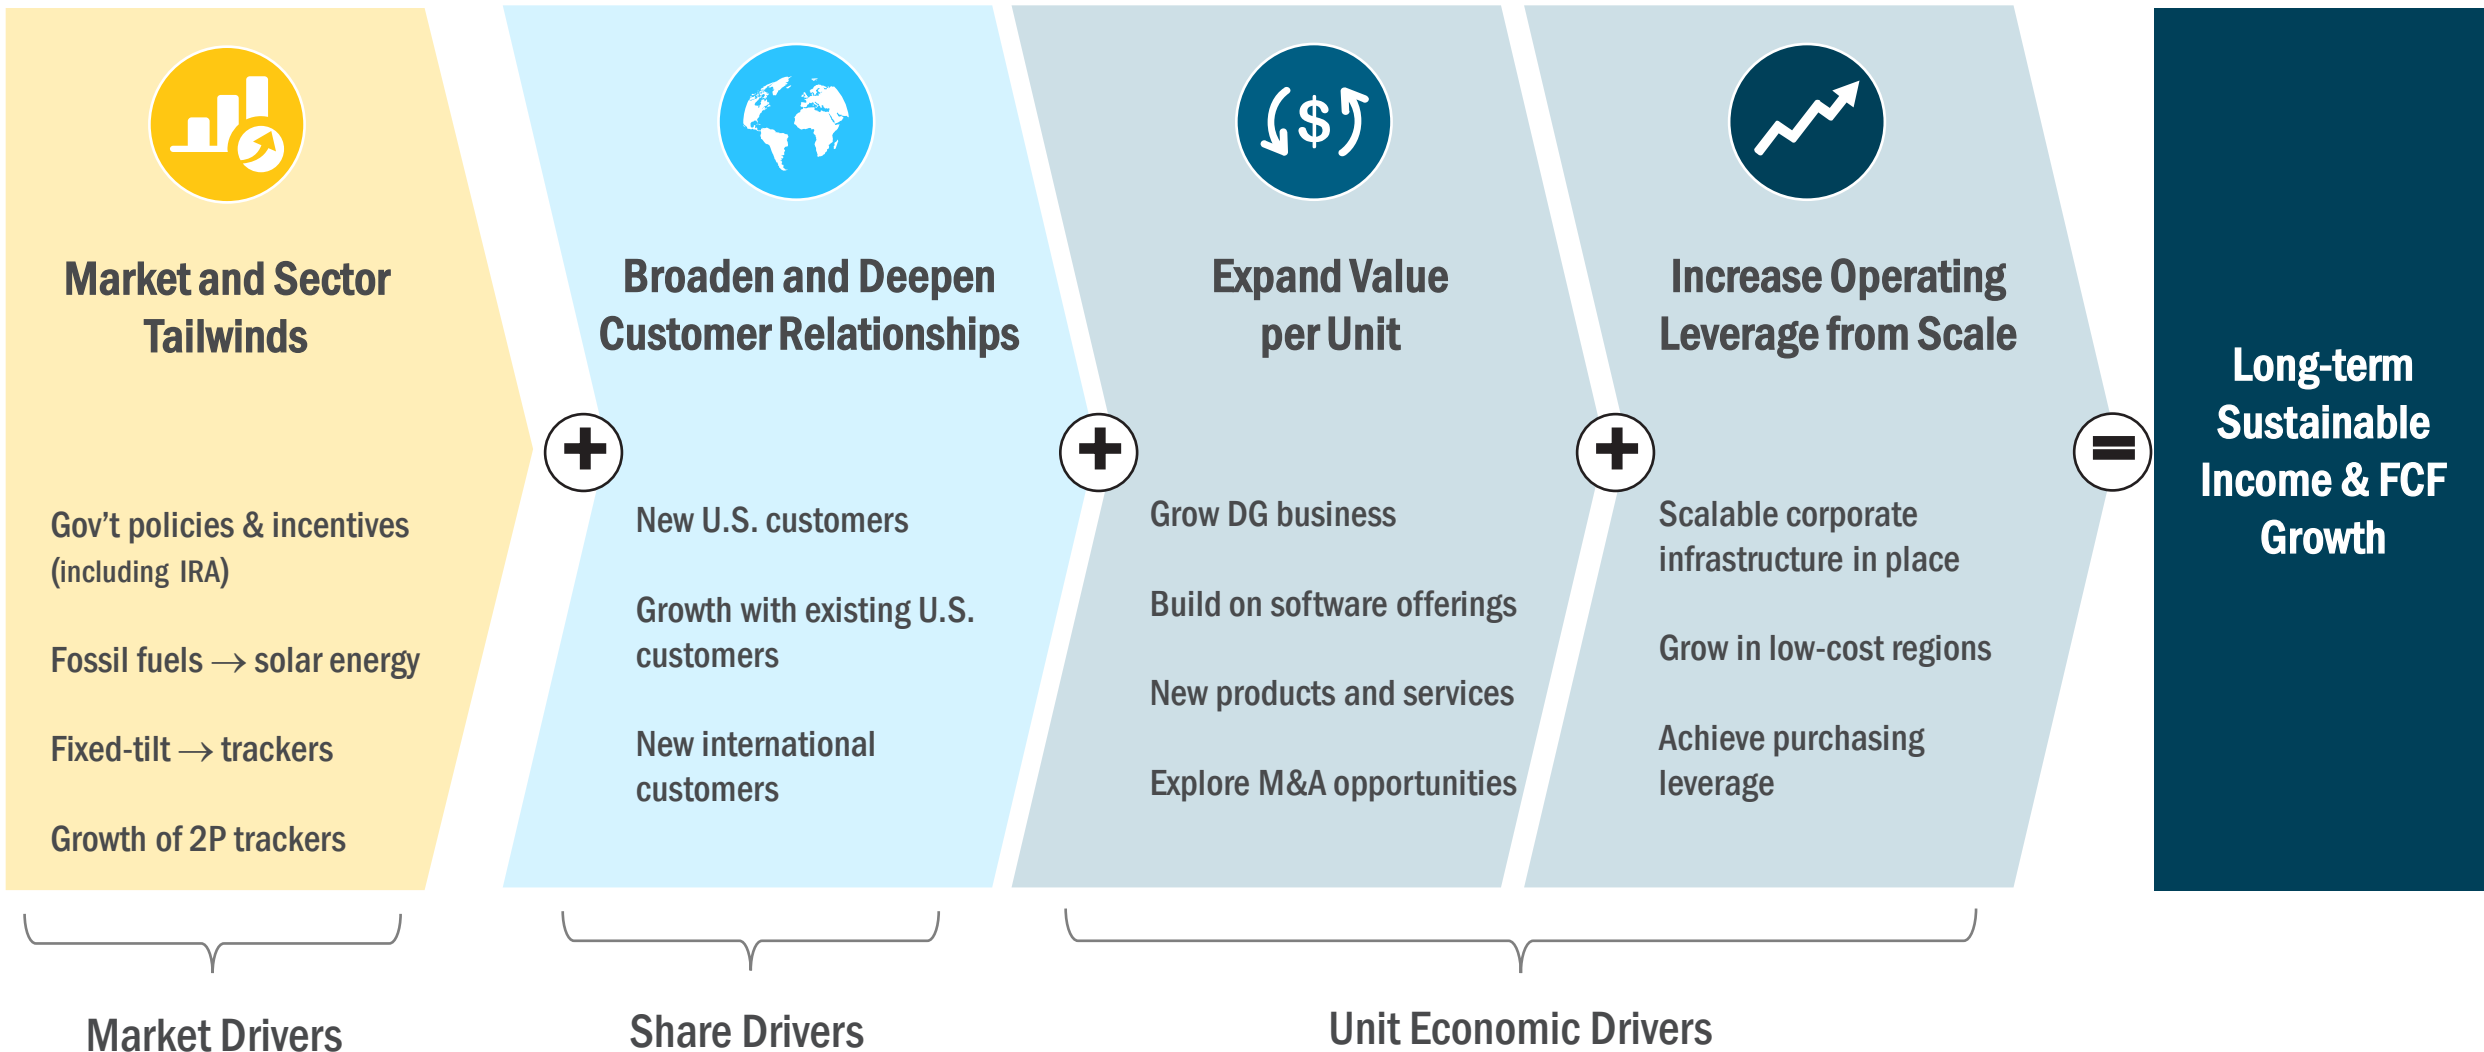 Market and Sector
Tailwinds
Gov't policies & incentives
(including IRA)
Fossil fuels → solar energy
Fixed-tilt → trackers
Growth of 2P trackers
Market Drivers
+
Broaden and Deepen
Customer Relationships
New U.S. customers
Growth with existing U.S.
customers
New international
customers
Share Drivers
+
$
Expand Value
per Unit
Grow DG business
Build on software offerings
New products and services
Explore M&A opportunities
+
Increase Operating
Leverage from Scale
Scalable corporate
infrastructure in place
Grow in low-cost regions
Achieve purchasing
leverage
Unit Economic Drivers
=
Long-term
Sustainable
Income & FCF
Growth